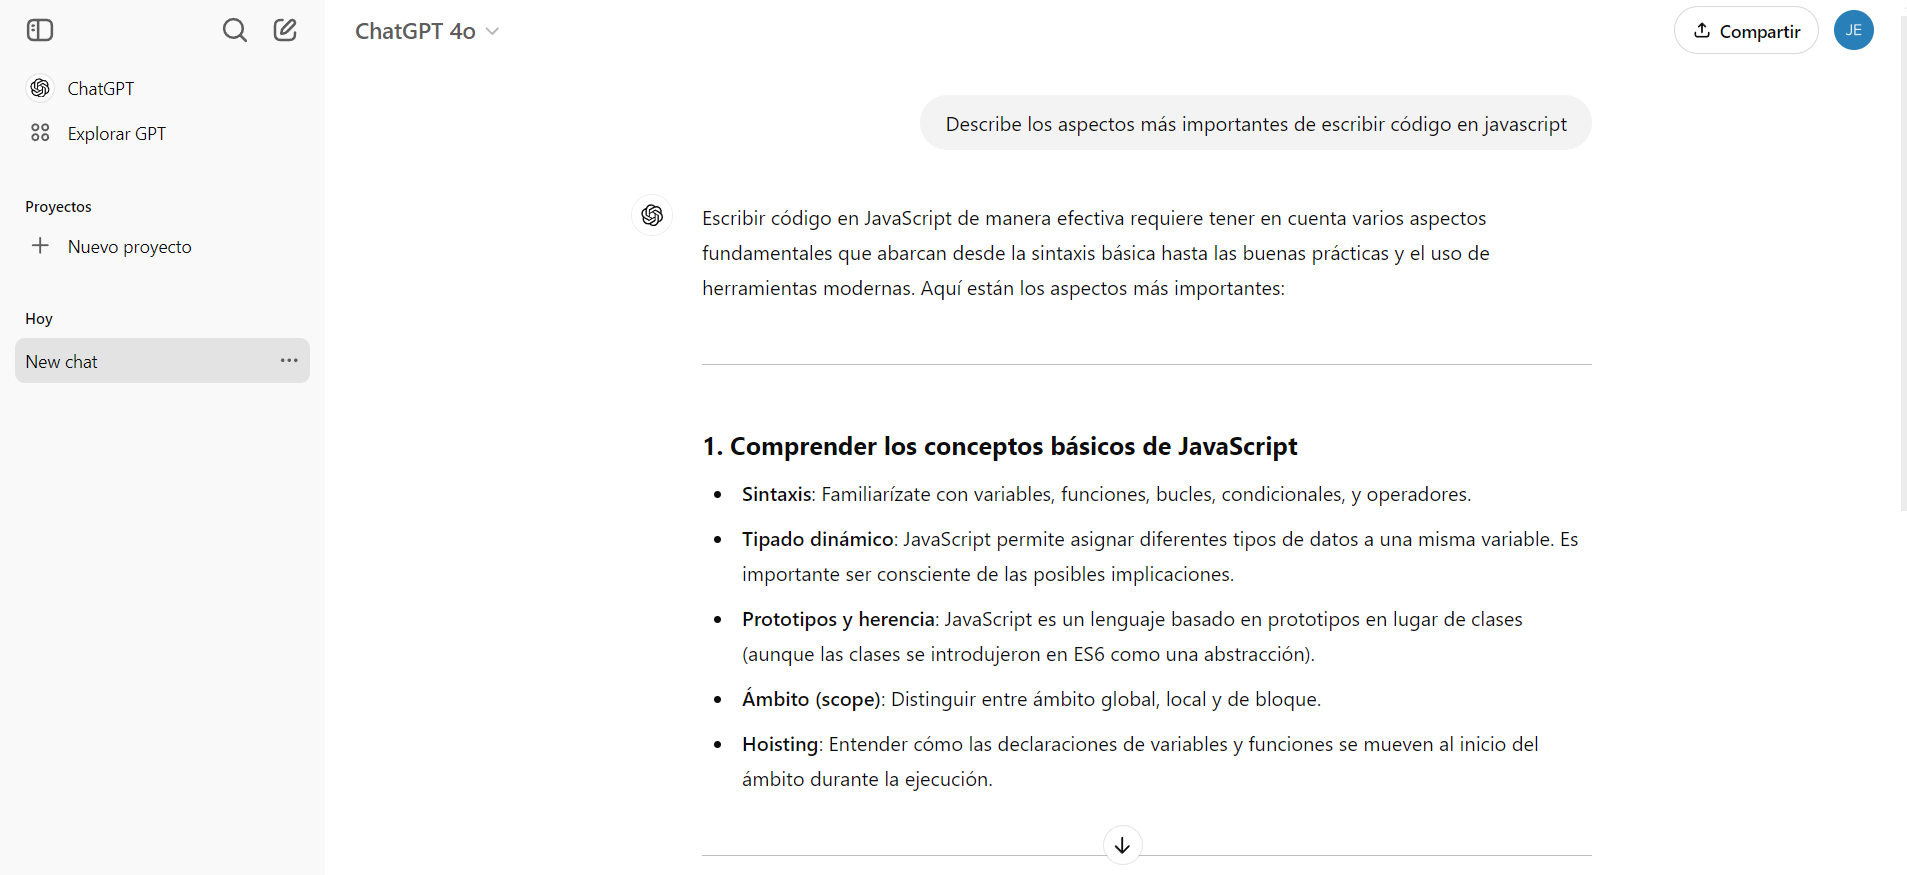 ChatGPT
Explorar GPT
Proyectos
Nuevo proyecto
Hoy
New chat
ChatGPT 4o
Compartir
JE
Describe los aspectos más importantes de escribir código en javascript
Escribir código en JavaScript de manera efectiva requiere tener en cuenta varios aspectos
fundamentales que abarcan desde la sintaxis básica hasta las buenas prácticas y el uso de
herramientas modernas. Aquí están los aspectos más importantes:
1. Comprender los conceptos básicos de JavaScript
• Sintaxis: Familiarízate con variables, funciones, bucles, condicionales, y operadores.
• Tipado dinámico: JavaScript permite asignar diferentes tipos de datos a una misma variable. Es
importante ser consciente de las posibles implicaciones.
• Prototipos y herencia: JavaScript es un lenguaje basado en prototipos en lugar de clases
(aunque las clases se introdujeron en ES6 como una abstracción).
• Ámbito (scope): Distinguir entre ámbito global, local y de bloque.
• Hoisting: Entender cómo las declaraciones de variables y funciones se mueven al inicio del
ámbito durante la ejecución.